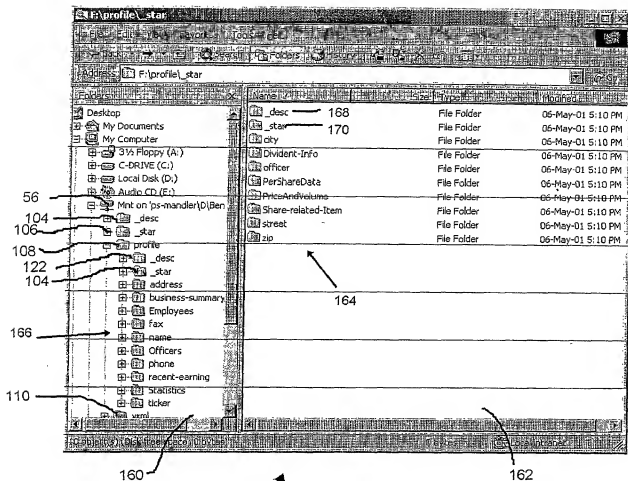 F:\profile\_star
Search Folders
Address F:\profile\_star
Folders
Name Size Type Modified
Desktop
My Documents
My Computer
3½ Floppy (A:)
C-DRIVE (C:)
Local Disk (D:)
Audio CD (E:)
Mnt on 'ps-mandler\D\Ben
_desc
_star
profile
_desc
_star
address
business-summary
Employees
fax
name
Officers
phone
recent-earning
Statistics
ticker
_desc 168 File Folder 06-May-01 5:10 PM
_star 170 File Folder 06-May-01 5:10 PM
city File Folder 06-May-01 5:10 PM
Divident-Info File Folder 06-May-01 5:10 PM
officer File Folder 06-May-01 5:10 PM
PerShareData File Folder 06-May-01 5:10 PM
PriceAndVolume File Folder 06-May-01 5:10 PM
Share-related-Item File Folder 06-May-01 5:10 PM
streat File Folder 06-May-01 5:10 PM
zip File Folder 06-May-01 5:10 PM
56
104
106
108
122
104
166
110
164
160
162